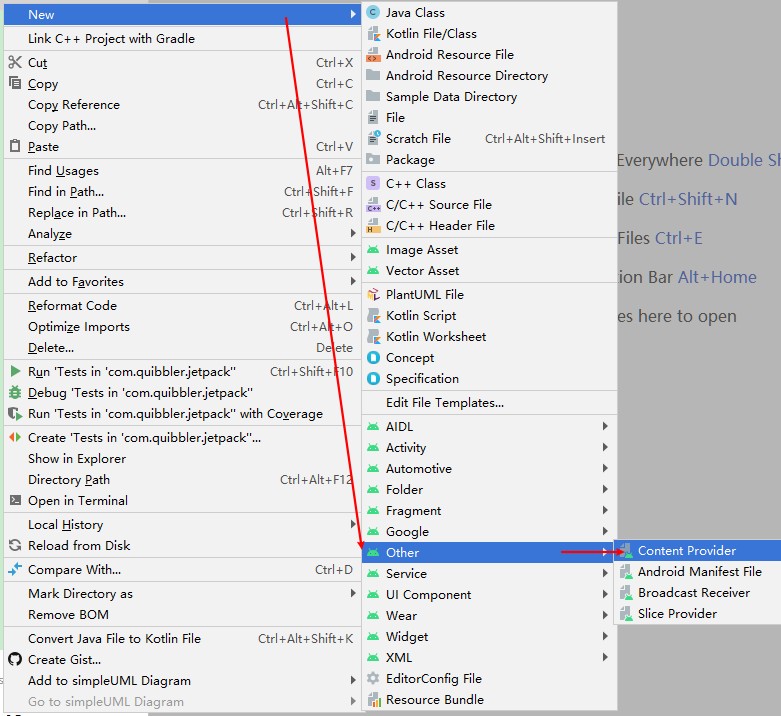 New
Link C++ Project with Gradle
Cut Ctrl+X
Copy Ctrl+C
Copy Reference Ctrl+Alt+Shift+C
Copy Path...
Paste Ctrl+V
Find Usages Alt+F7
Find in Path... Ctrl+Shift+F
Replace in Path... Ctrl+Shift+R
Analyze
Refactor
Add to Favorites
Reformat Code Ctrl+Alt+L
Optimize Imports Ctrl+Alt+O
Delete... Delete
Run 'Tests in 'com.quibbler.jetpack'' Ctrl+Shift+F10
Debug 'Tests in 'com.quibbler.jetpack''
Run 'Tests in 'com.quibbler.jetpack'' with Coverage
Create 'Tests in 'com.quibbler.jetpack''...
Show in Explorer
Directory Path Ctrl+Alt+F12
Open in Terminal
Local History
Reload from Disk
Compare With... Ctrl+D
Mark Directory as
Remove BOM
Convert Java File to Kotlin File Ctrl+Alt+Shift+K
Create Gist...
Add to simpleUML Diagram
Go to simpleUML Diagram
Java Class
Kotlin File/Class
Android Resource File
Android Resource Directory
Sample Data Directory
File
Scratch File Ctrl+Alt+Shift+Insert
Package
S C++ Class
C++ C/C++ Source File
H C/C++ Header File
Image Asset
Vector Asset
PlantUML File
Kotlin Script
Kotlin Worksheet
Concept
Specification
Edit File Templates...
AIDL
Activity
Automotive
Folder
Fragment
Google
Other
Service
UI Component
Wear
Widget
XML
EditorConfig File
Resource Bundle
Content Provider
Android Manifest File
Broadcast Receiver
Slice Provider
Everywhere Double Sh
ile Ctrl+Shift+N
Files Ctrl+E
ion Bar Alt+Home
es here to open